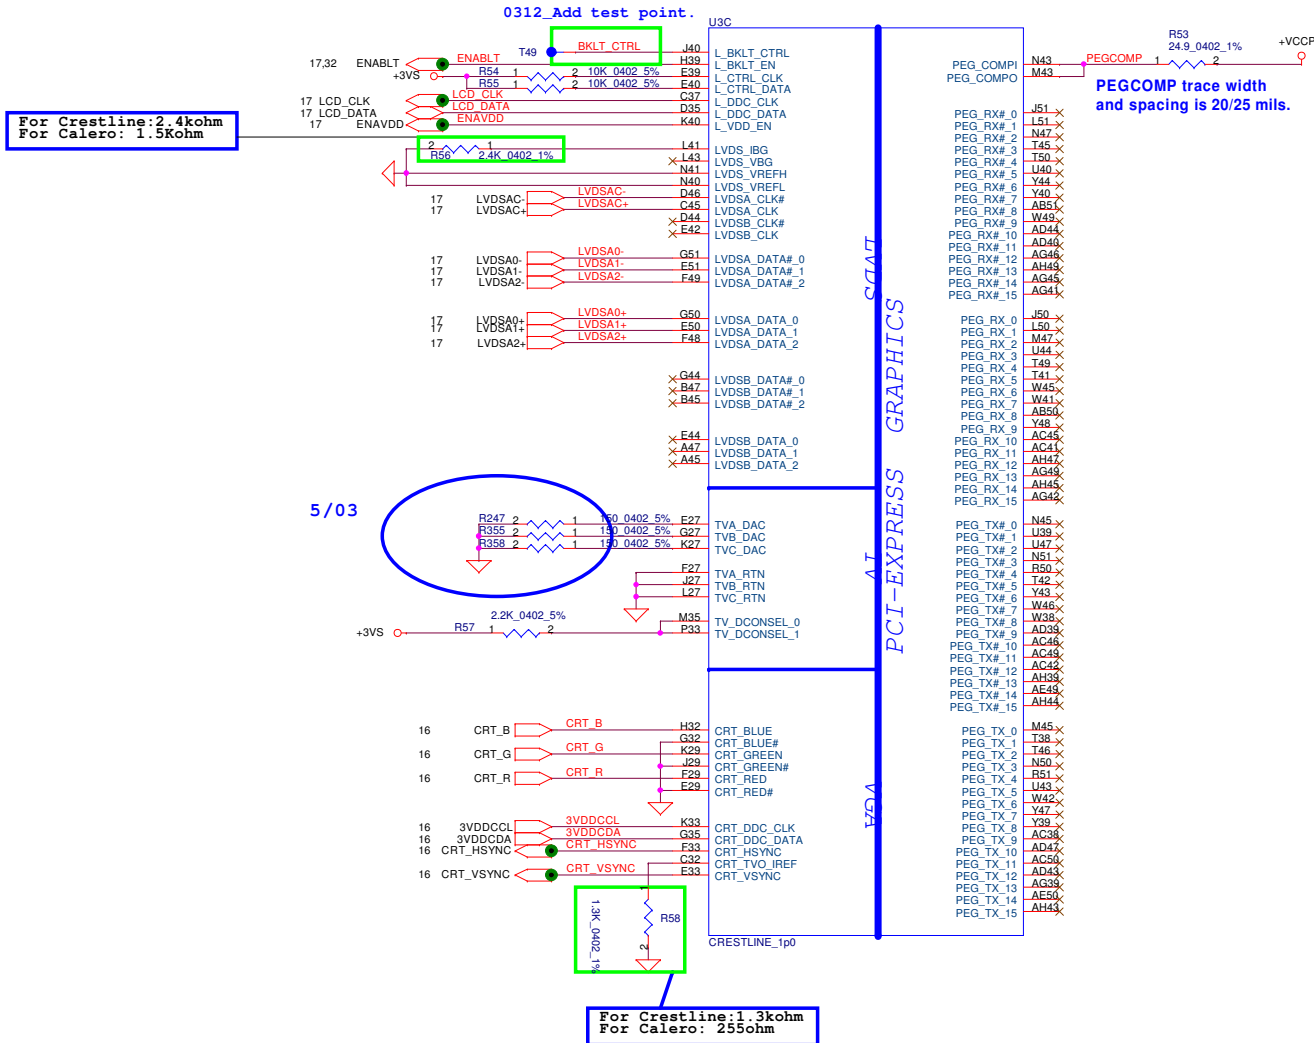 0312_Add test point.
U3C
T49 BKLT_CTRL J40 L_BKLT_CTRL
17,32 ENABLT ENABLT H39 L_BKLT_EN
+3VS R54 1 2 10K_0402_5% E39 L_CTRL_CLK
R55 1 2 10K_0402_5% E40 L_CTRL_DATA
17 LCD_CLK LCD_CLK C37 L_DDC_CLK
17 LCD_DATA LCD_DATA D35 L_DDC_DATA
17 ENAVDD ENAVDD K40 L_VDD_EN
For Crestline:2.4kohm
For Calero: 1.5Kohm
2 1 R56 2.4K_0402_1% L41 LVDS_IBG
L43 LVDS_VBG
N41 LVDS_VREFH
N40 LVDS_VREFL
17 LVDSAC- LVDSAC- D46 LVDSA_CLK#
17 LVDSAC+ LVDSAC+ C45 LVDSA_CLK
D44 LVDSB_CLK#
E42 LVDSB_CLK
17 LVDSA0- LVDSA0- G51 LVDSA_DATA#_0
17 LVDSA1- LVDSA1- E51 LVDSA_DATA#_1
17 LVDSA2- LVDSA2- F49 LVDSA_DATA#_2
17 LVDSA0+ LVDSA0+ G50 LVDSA_DATA_0
17 LVDSA1+ LVDSA1+ E50 LVDSA_DATA_1
17 LVDSA2+ LVDSA2+ F48 LVDSA_DATA_2
G44 LVDSB_DATA#_0
B47 LVDSB_DATA#_1
B45 LVDSB_DATA#_2
E44 LVDSB_DATA_0
A47 LVDSB_DATA_1
A45 LVDSB_DATA_2
5/03
R247 2 1 150_0402_5% E27 TVA_DAC
R355 2 1 150_0402_5% G27 TVB_DAC
R358 2 1 150_0402_5% K27 TVC_DAC
F27 TVA_RTN
J27 TVB_RTN
L27 TVC_RTN
2.2K_0402_5%
M35 TV_DCONSEL_0
+3VS R57 1 2 P33 TV_DCONSEL_1
16 CRT_B CRT_B H32 CRT_BLUE
G32 CRT_BLUE#
16 CRT_G CRT_G K29 CRT_GREEN
J29 CRT_GREEN#
16 CRT_R CRT_R F29 CRT_RED
E29 CRT_RED#
16 3VDDCCL 3VDDCCL K33 CRT_DDC_CLK
16 3VDDCDA 3VDDCDA G35 CRT_DDC_DATA
16 CRT_HSYNC CRT_HSYNC F33 CRT_HSYNC
C32 CRT_TVO_IREF
16 CRT_VSYNC CRT_VSYNC E33 CRT_VSYNC
1 2 R58 1.3K_0402_1%
CRESTLINE_1p0
For Crestline:1.3kohm
For Calero: 255ohm
LVDS
TV
VGA
PCI-EXPRESS GRAPHICS
R53
24.9_0402_1%
+VCCP
PEG_COMPI N43 PEGCOMP 1 2
PEG_COMPO M43
PEGCOMP trace width
and spacing is 20/25 mils.
PEG_RX#_0 J51
PEG_RX#_1 L51
PEG_RX#_2 N47
PEG_RX#_3 T45
PEG_RX#_4 T50
PEG_RX#_5 U40
PEG_RX#_6 Y44
PEG_RX#_7 Y40
PEG_RX#_8 AB51
PEG_RX#_9 W49
PEG_RX#_10 AD44
PEG_RX#_11 AD40
PEG_RX#_12 AG46
PEG_RX#_13 AH49
PEG_RX#_14 AG45
PEG_RX#_15 AG41
PEG_RX_0 J50
PEG_RX_1 L50
PEG_RX_2 M47
PEG_RX_3 U44
PEG_RX_4 T49
PEG_RX_5 T41
PEG_RX_6 W45
PEG_RX_7 W41
PEG_RX_8 AB50
PEG_RX_9 Y48
PEG_RX_10 AC45
PEG_RX_11 AC41
PEG_RX_12 AH47
PEG_RX_13 AG49
PEG_RX_14 AH45
PEG_RX_15 AG42
PEG_TX#_0 N45
PEG_TX#_1 U39
PEG_TX#_2 U47
PEG_TX#_3 N51
PEG_TX#_4 R50
PEG_TX#_5 T42
PEG_TX#_6 Y43
PEG_TX#_7 W46
PEG_TX#_8 W38
PEG_TX#_9 AD39
PEG_TX#_10 AC46
PEG_TX#_11 AC49
PEG_TX#_12 AC42
PEG_TX#_13 AH39
PEG_TX#_14 AE49
PEG_TX#_15 AH44
PEG_TX_0 M45
PEG_TX_1 T38
PEG_TX_2 T46
PEG_TX_3 N50
PEG_TX_4 R51
PEG_TX_5 U43
PEG_TX_6 W42
PEG_TX_7 Y47
PEG_TX_8 Y39
PEG_TX_9 AC38
PEG_TX_10 AD47
PEG_TX_11 AC50
PEG_TX_12 AD43
PEG_TX_13 AG39
PEG_TX_14 AE50
PEG_TX_15 AH43